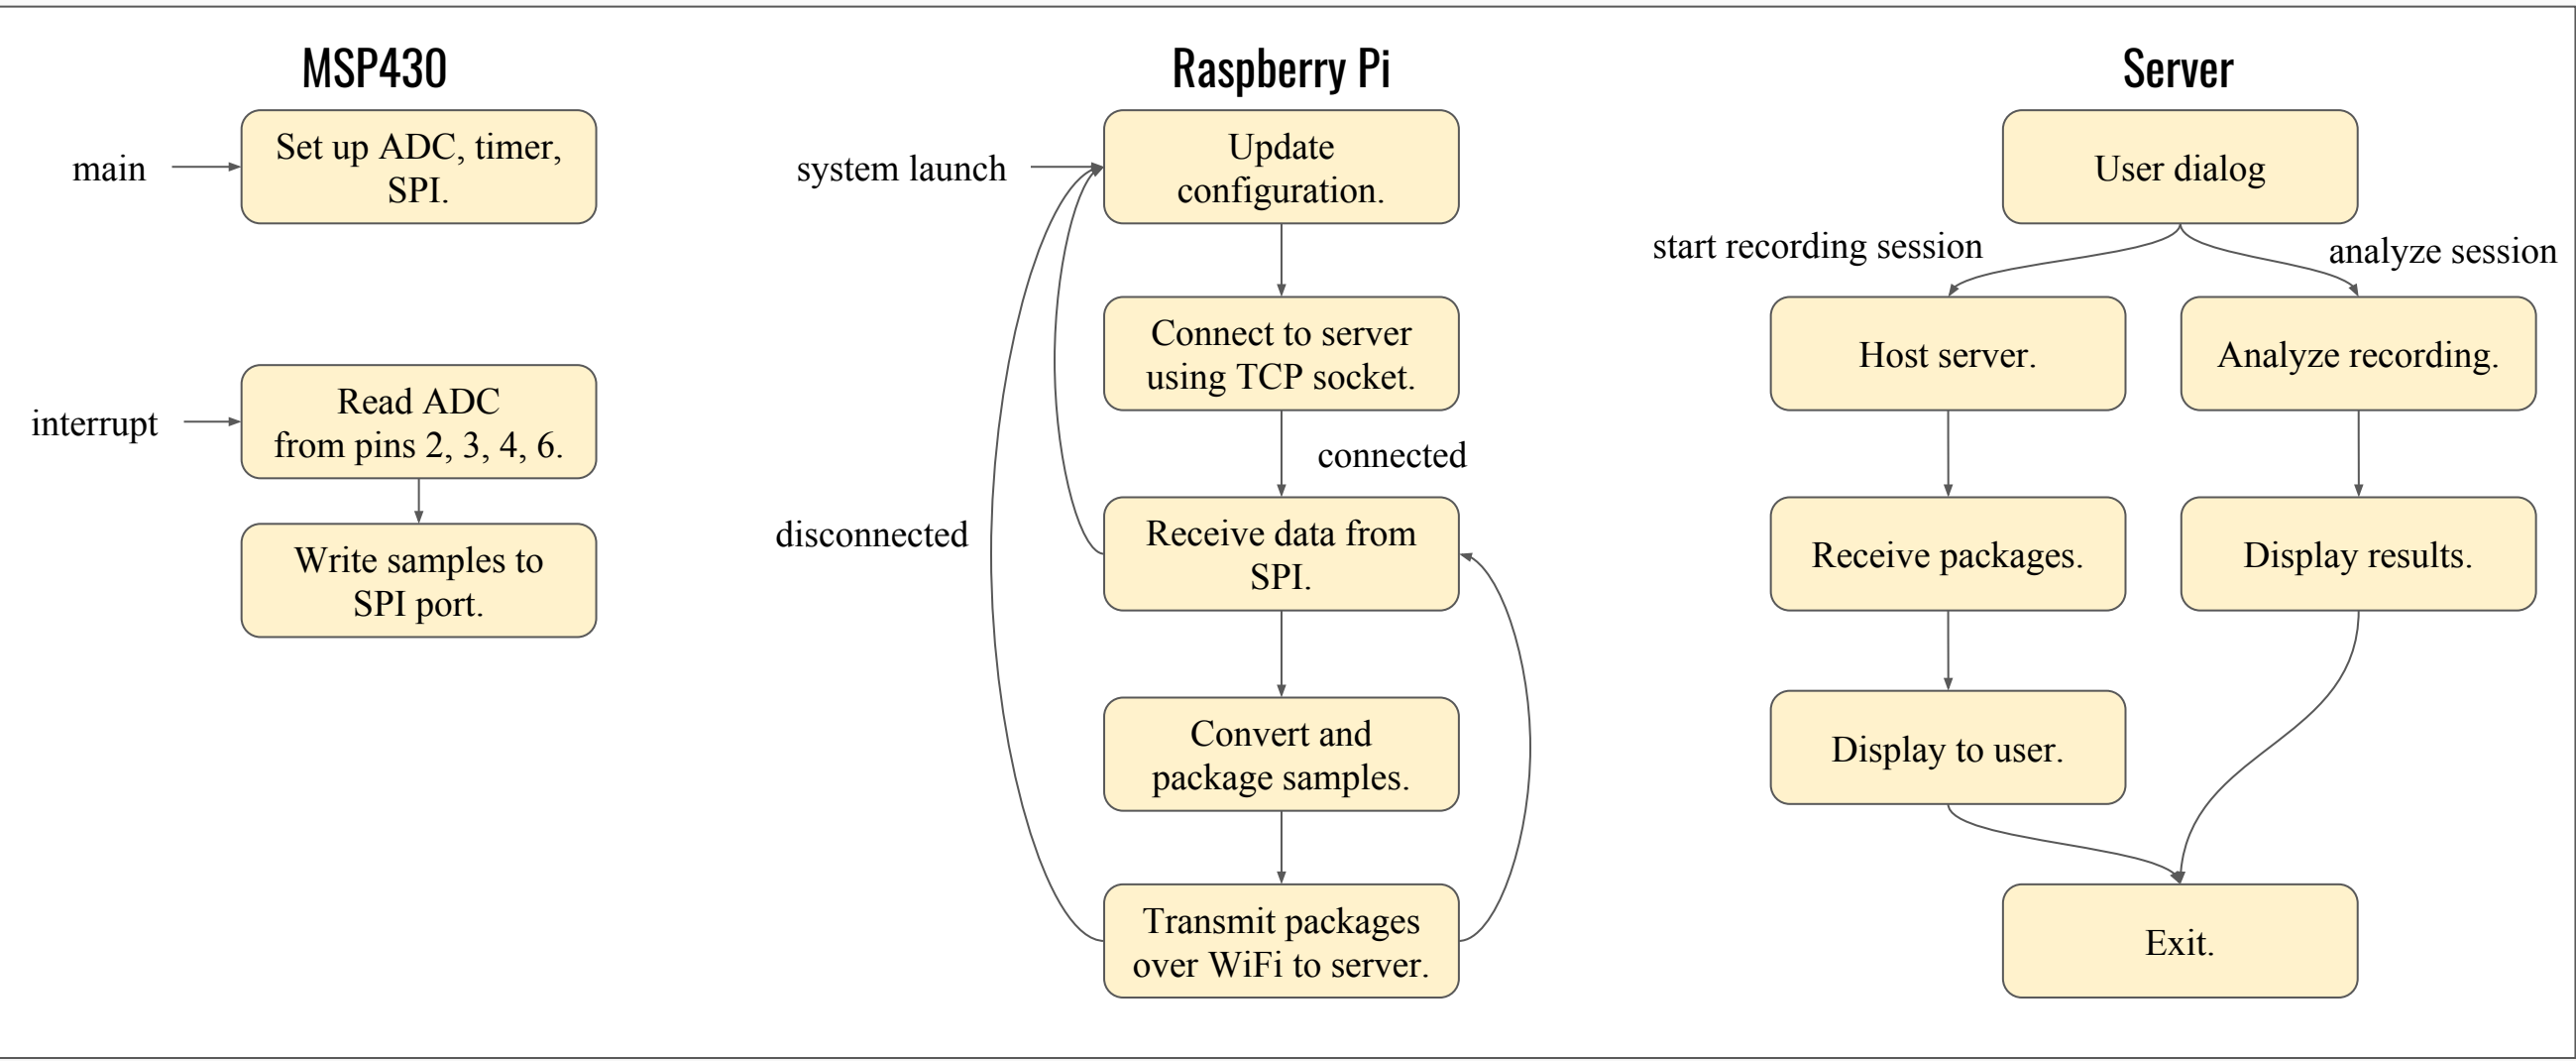 MSP430
main
Set up ADC, timer,
SPI.
interrupt
Read ADC
from pins 2, 3, 4, 6.
Write samples to
SPI port.
Raspberry Pi
system launch
Update
configuration.
Connect to server
using TCP socket.
connected
disconnected
Receive data from
SPI.
Convert and
package samples.
Transmit packages
over WiFi to server.
Server
User dialog
start recording session
analyze session
Host server.
Analyze recording.
Receive packages.
Display results.
Display to user.
Exit.